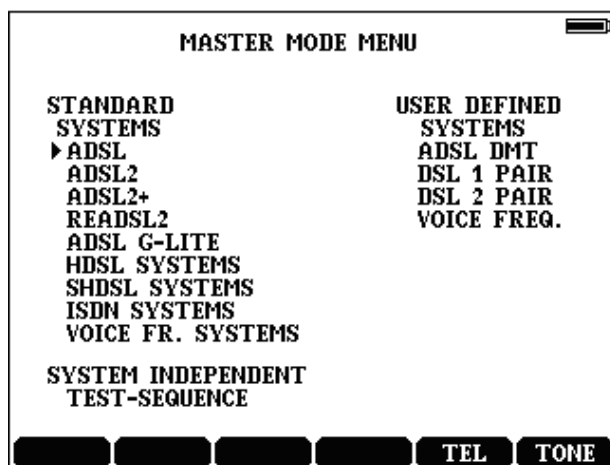 MASTER MODE MENU
STANDARD
SYSTEMS
ADSL
ADSL2
ADSL2+
READSL2
ADSL G-LITE
HDSL SYSTEMS
SHDSL SYSTEMS
ISDN SYSTEMS
VOICE FR. SYSTEMS
SYSTEM INDEPENDENT
TEST-SEQUENCE
USER DEFINED
SYSTEMS
ADSL DMT
DSL 1 PAIR
DSL 2 PAIR
VOICE FREQ.
TEL
TONE